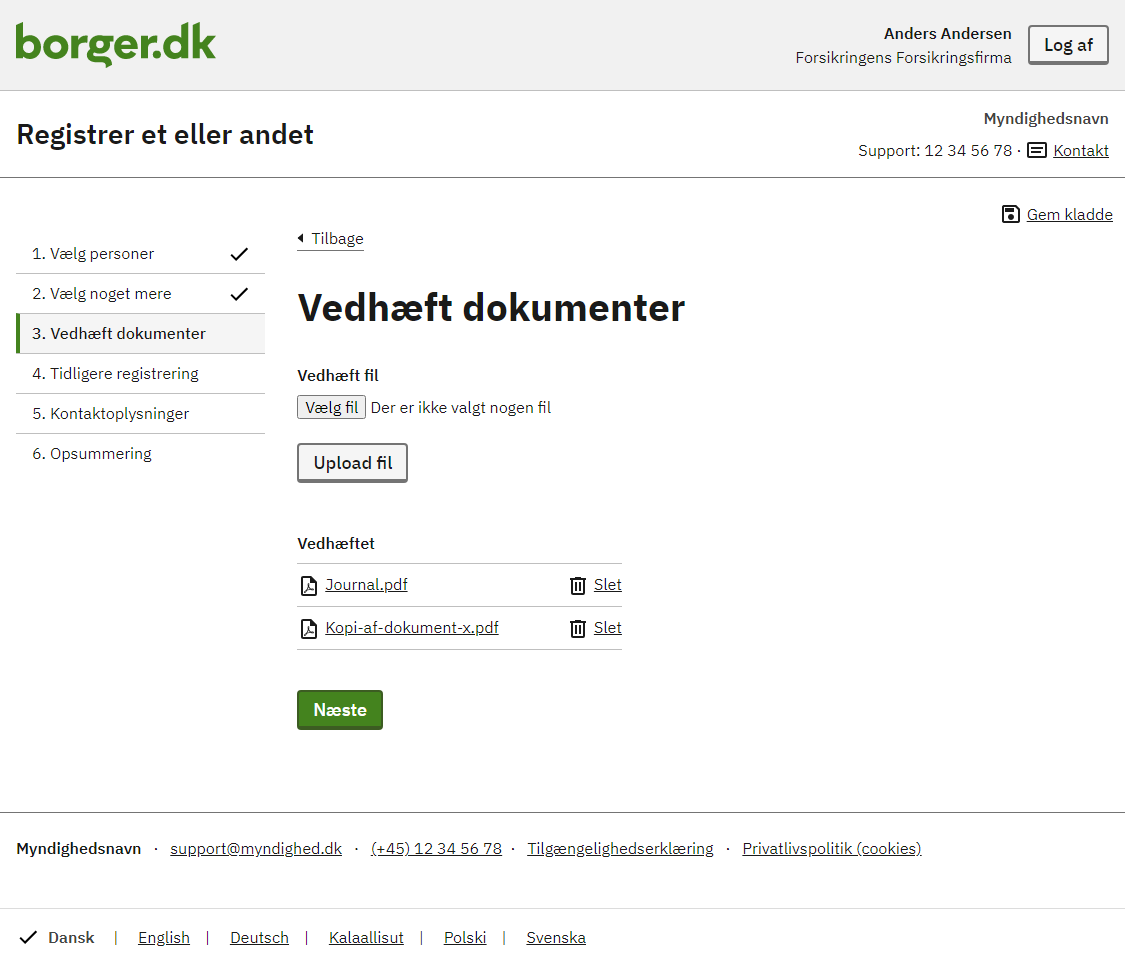 borger.dk
Anders Andersen
Forsikringens Forsikringsfirma
Log af
Registrer et eller andet
Myndighedsnavn
Support: 12 34 56 78 · Kontakt
Gem kladde
1. Vælg personer
2. Vælg noget mere
3. Vedhæft dokumenter
4. Tidligere registrering
5. Kontaktoplysninger
6. Opsummering
Tilbage
Vedhæft dokumenter
Vedhæft fil
Vælg fil Der er ikke valgt nogen fil
Upload fil
Vedhæftet
Journal.pdf Slet
Kopi-af-dokument-x.pdf Slet
Næste
Myndighedsnavn · support@myndighed.dk · (+45) 12 34 56 78 · Tilgængelighedserklæring · Privatlivspolitik (cookies)
Dansk | English | Deutsch | Kalaallisut | Polski | Svenska